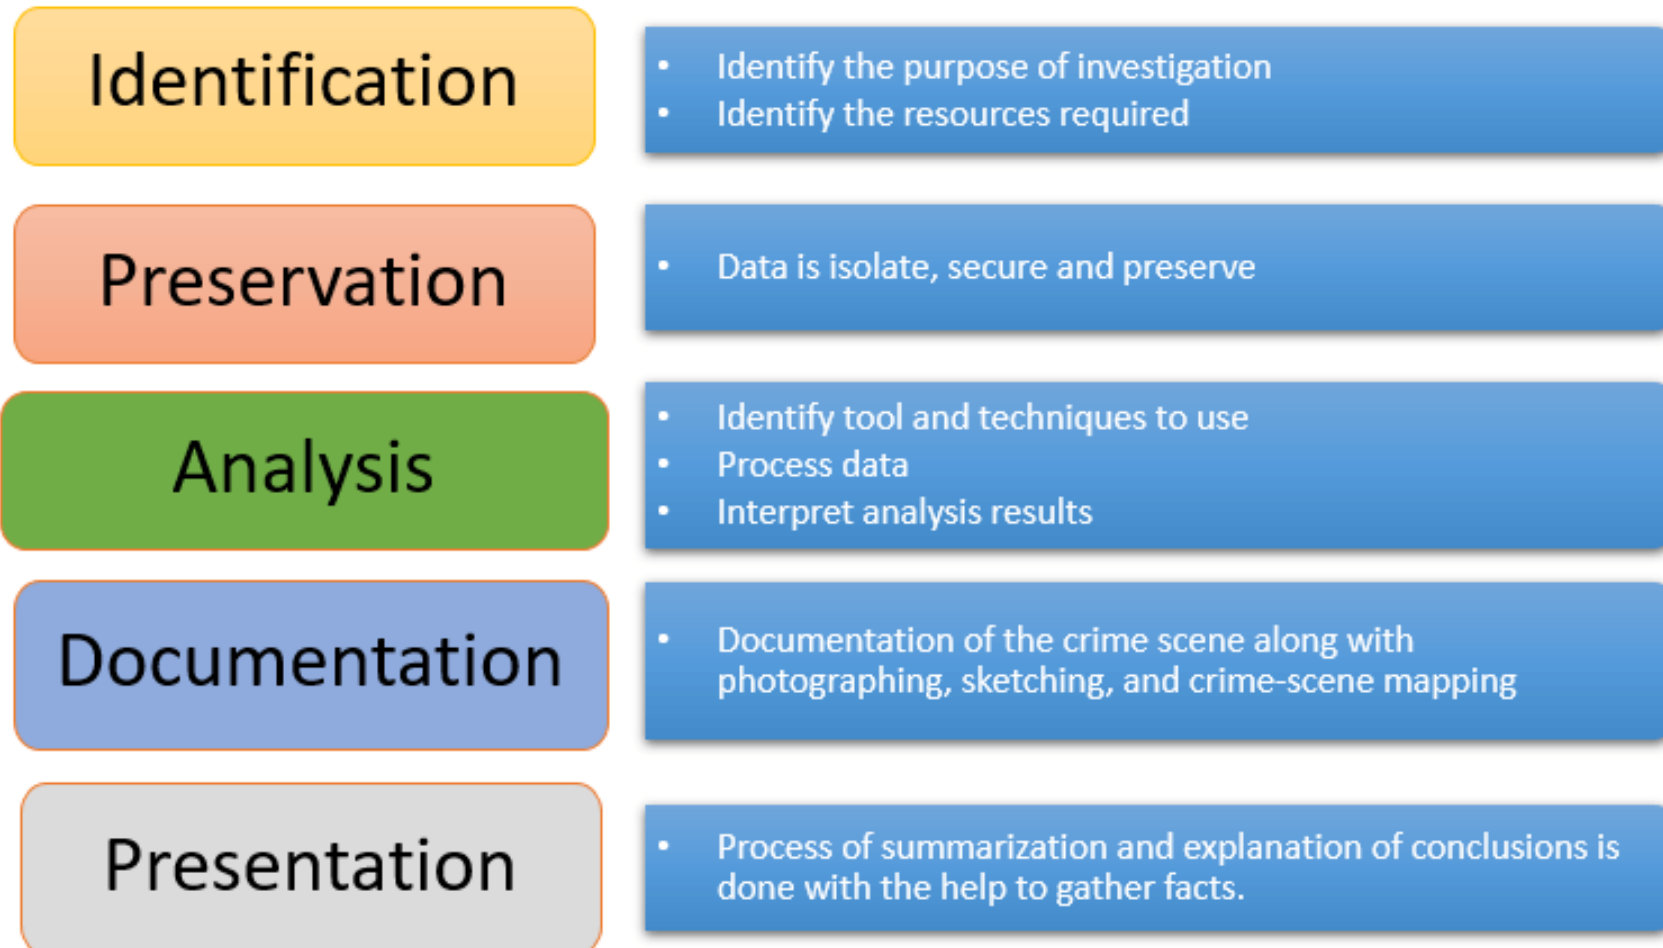 Identification
• Identify the purpose of investigation
• Identify the resources required
Preservation
• Data is isolate, secure and preserve
Analysis
• Identify tool and techniques to use
• Process data
• Interpret analysis results
Documentation
• Documentation of the crime scene along with
photographing, sketching, and crime-scene mapping
Presentation
• Process of summarization and explanation of conclusions is
done with the help to gather facts.